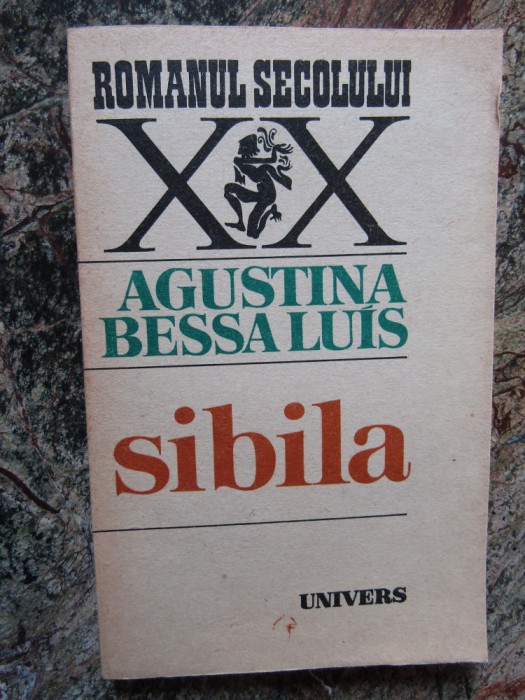 ROMANUL SECOLULUI
XX
AGUSTINA
BESSA LUÍS
sibila
UNIVERS